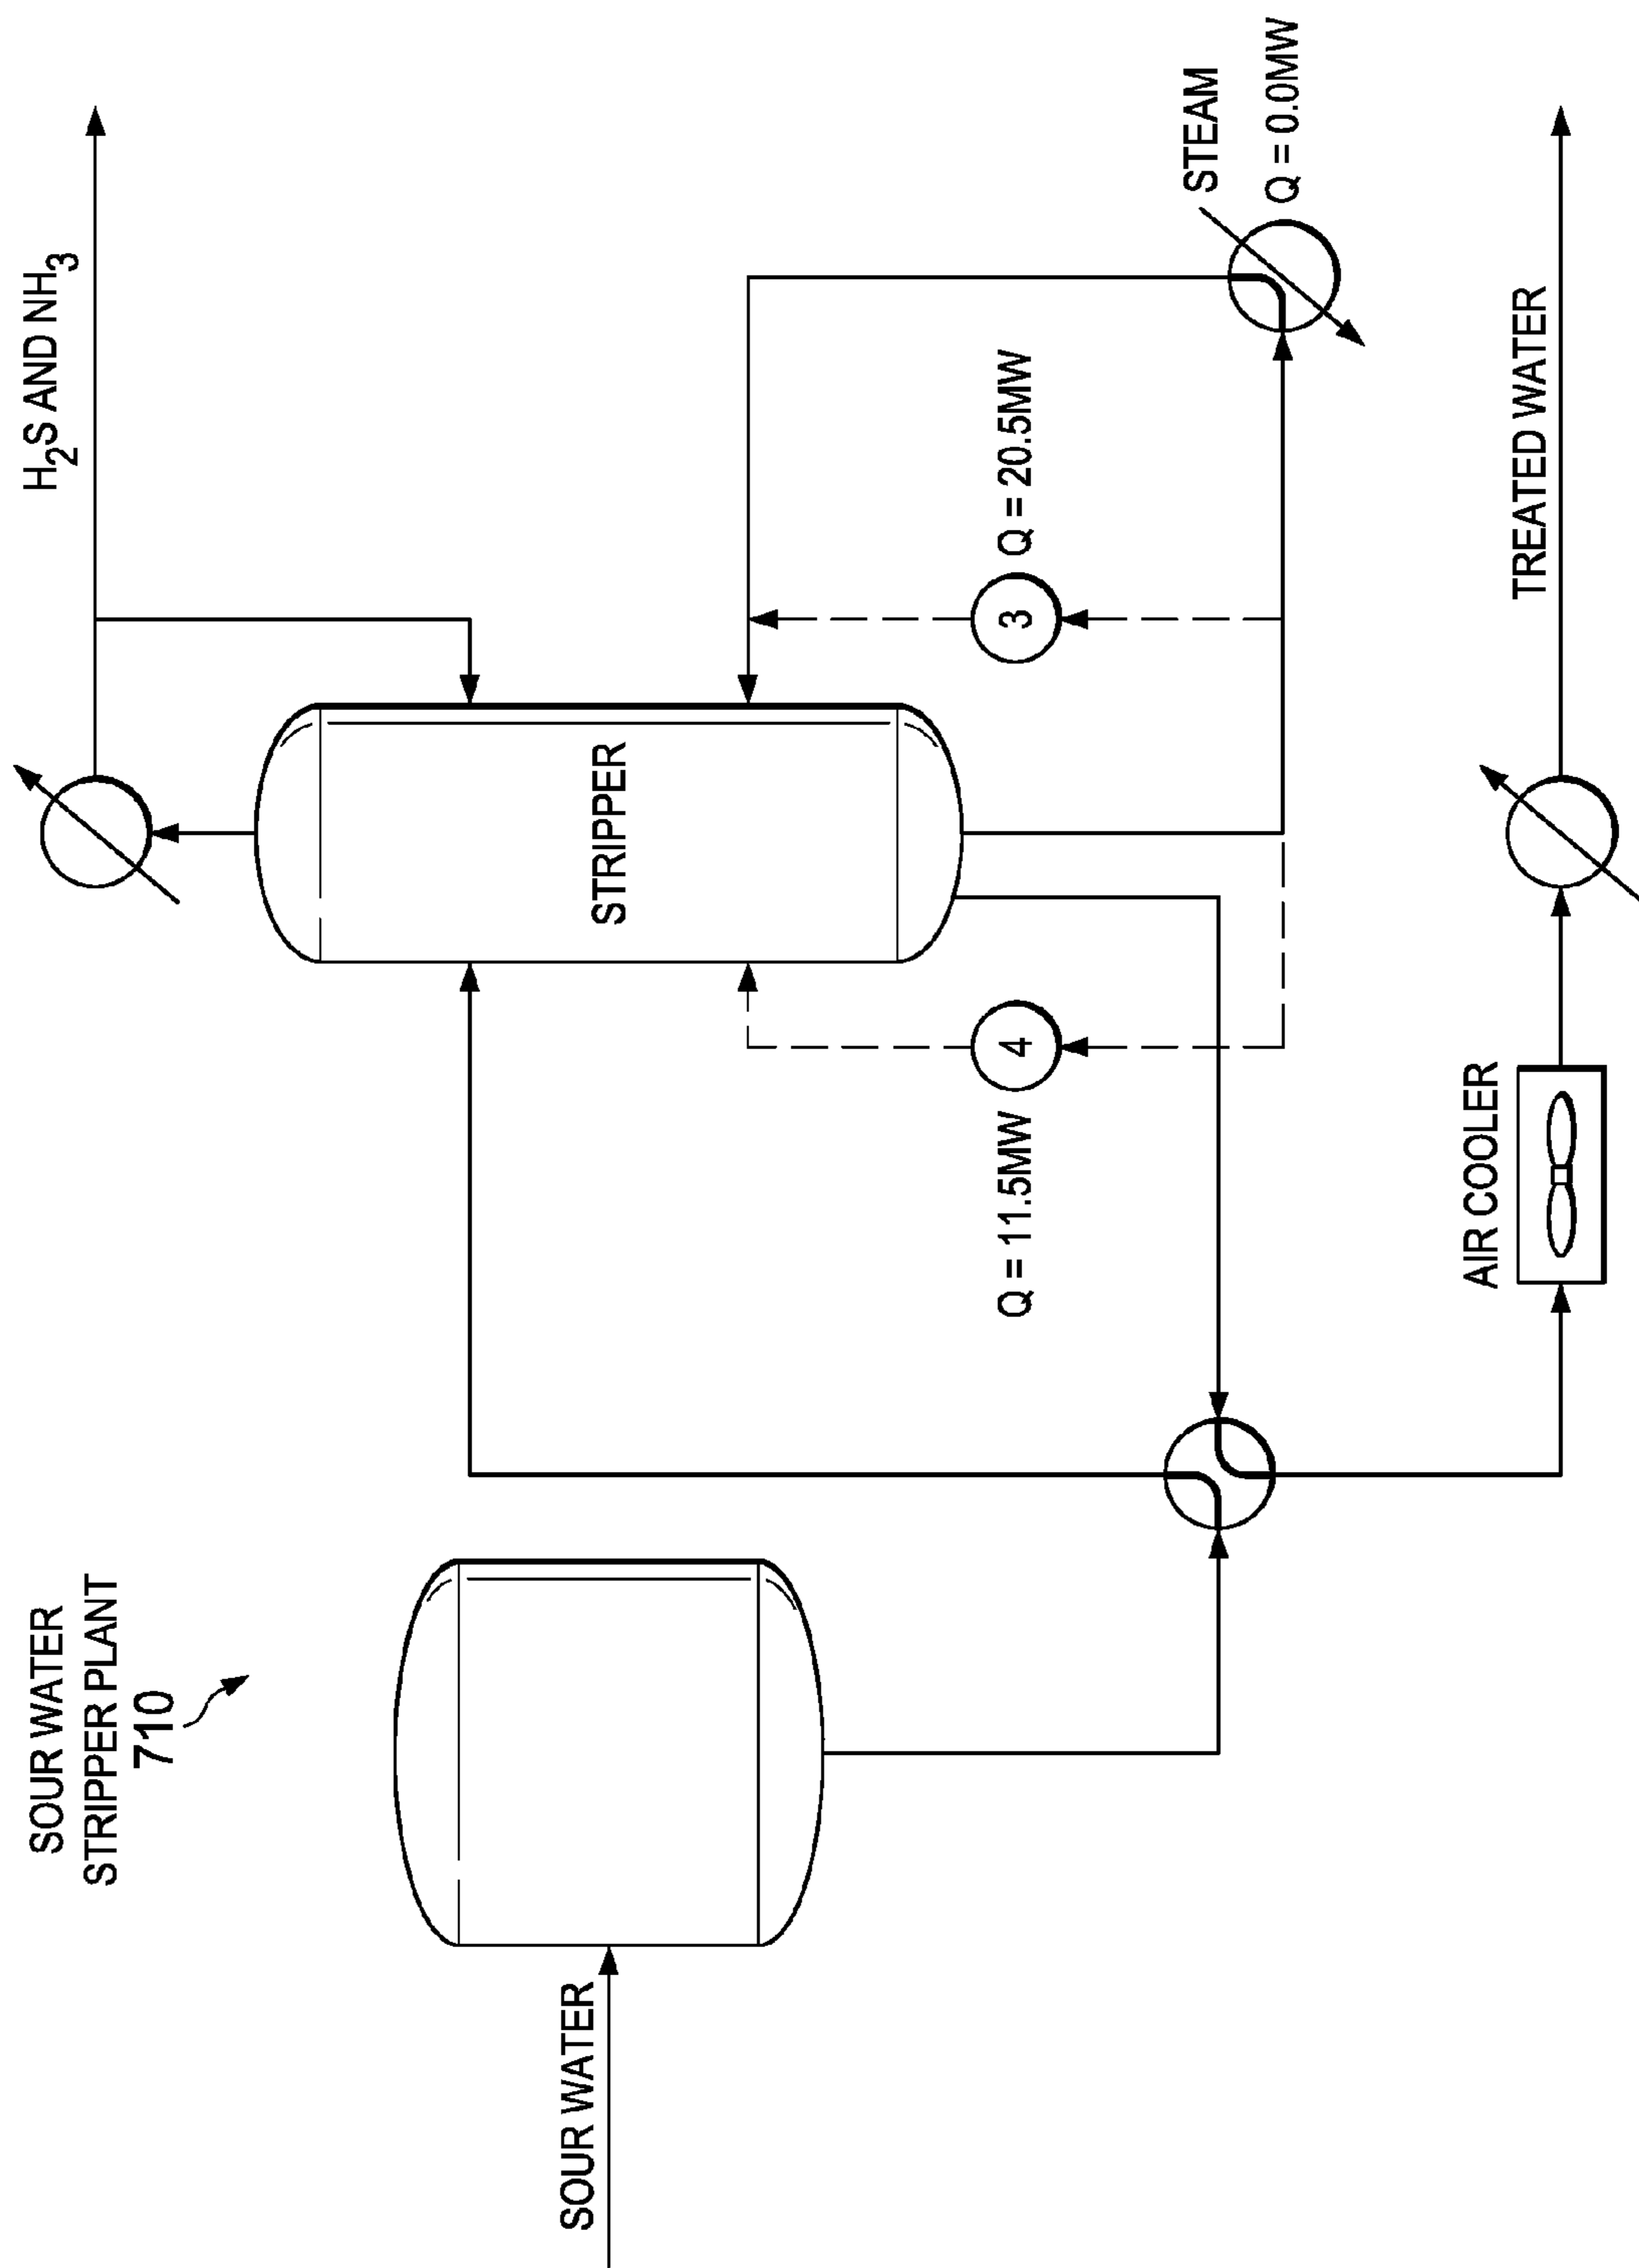 SOUR WATER
STRIPPER PLANT
710
H2S AND NH3
SOUR WATER
STRIPPER
Q = 11.5MW
4
3
Q = 20.5MW
STEAM
Q = 0.0MW
AIR COOLER
TREATED WATER